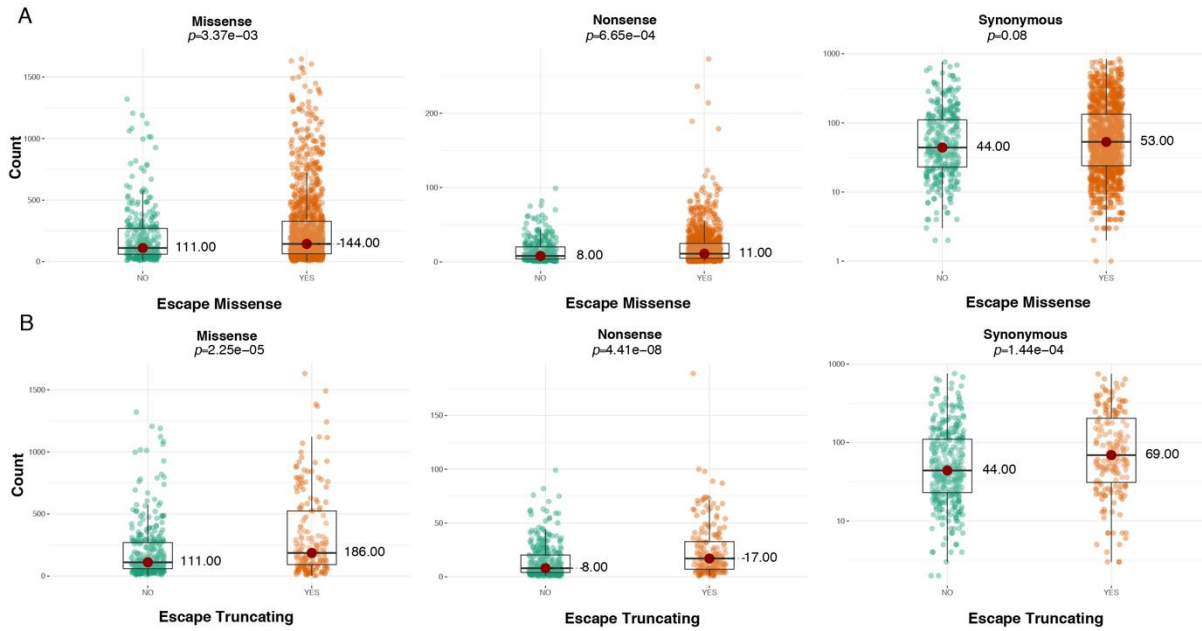 A
Missense
p=3.37e−03
Count
1500
1000
500
0
111.00
-144.00
NO
YES
Escape Missense
Nonsense
p=6.65e−04
200
100
0
8.00
11.00
NO
YES
Escape Missense
Synonymous
p=0.08
1000
100
10
1
44.00
53.00
NO
YES
Escape Missense
B
Missense
p=2.25e−05
Count
1500
1000
500
0
111.00
186.00
NO
YES
Escape Truncating
Nonsense
p=4.41e−08
150
100
50
0
-8.00
-17.00
NO
YES
Escape Truncating
Synonymous
p=1.44e−04
1000
100
10
44.00
69.00
NO
YES
Escape Truncating